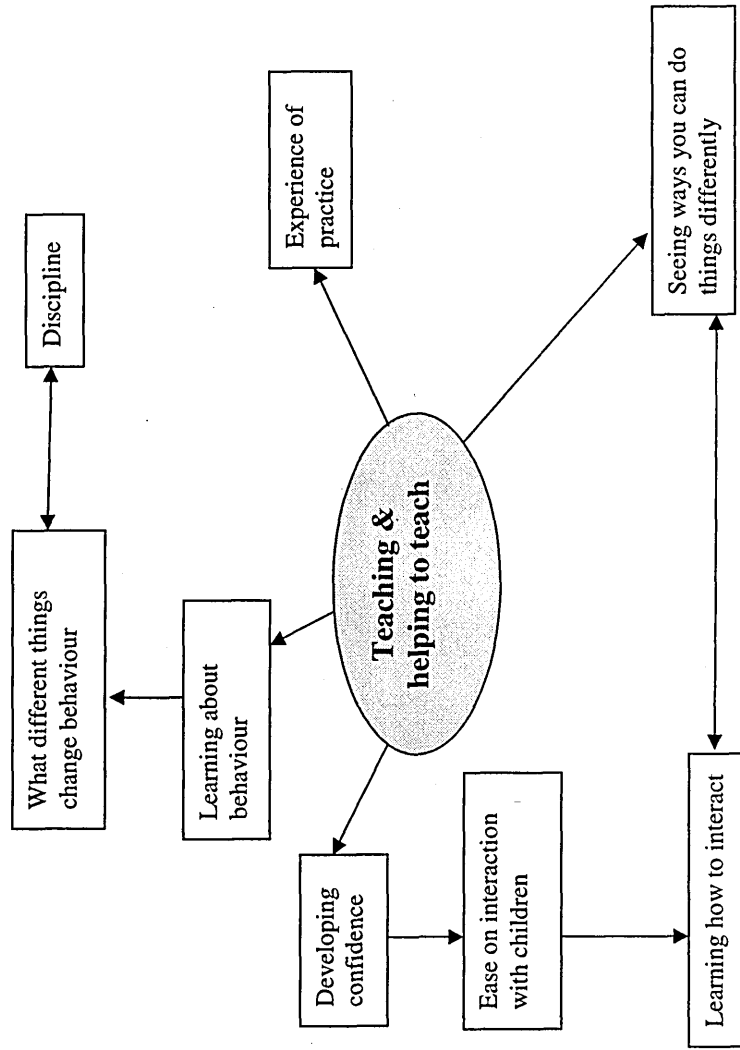 What different things
change behaviour
Discipline
Learning about
behaviour
Experience of
practice
Teaching &
helping to teach
Developing
confidence
Ease on interaction
with children
Learning how to interact
Seeing ways you can do
things differently